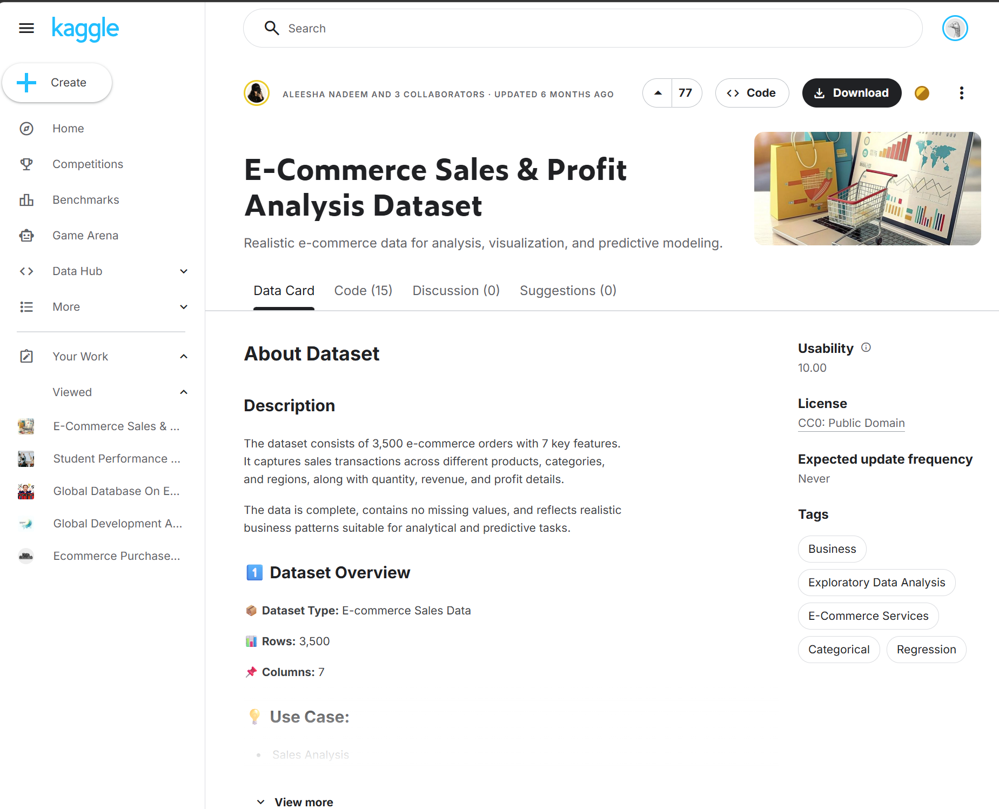 kaggle
Search
Create
Home
Competitions
Benchmarks
Game Arena
Data Hub
More
Your Work
Viewed
E-Commerce Sales & ...
Student Performance ...
Global Database On E...
Global Development A...
Ecommerce Purchase...
ALEESHA NADEEM AND 3 COLLABORATORS · UPDATED 6 MONTHS AGO
77
Code
Download
E-Commerce Sales & Profit
Analysis Dataset
Realistic e-commerce data for analysis, visualization, and predictive modeling.
Data Card
Code (15)
Discussion (0)
Suggestions (0)
About Dataset
Description
The dataset consists of 3,500 e-commerce orders with 7 key features.
It captures sales transactions across different products, categories,
and regions, along with quantity, revenue, and profit details.
The data is complete, contains no missing values, and reflects realistic
business patterns suitable for analytical and predictive tasks.
1️⃣ Dataset Overview
📦 Dataset Type: E-commerce Sales Data
📊 Rows: 3,500
📌 Columns: 7
💡 Use Case:
• Sales Analysis
View more
Usability
10.00
License
CC0: Public Domain
Expected update frequency
Never
Tags
Business
Exploratory Data Analysis
E-Commerce Services
Categorical
Regression